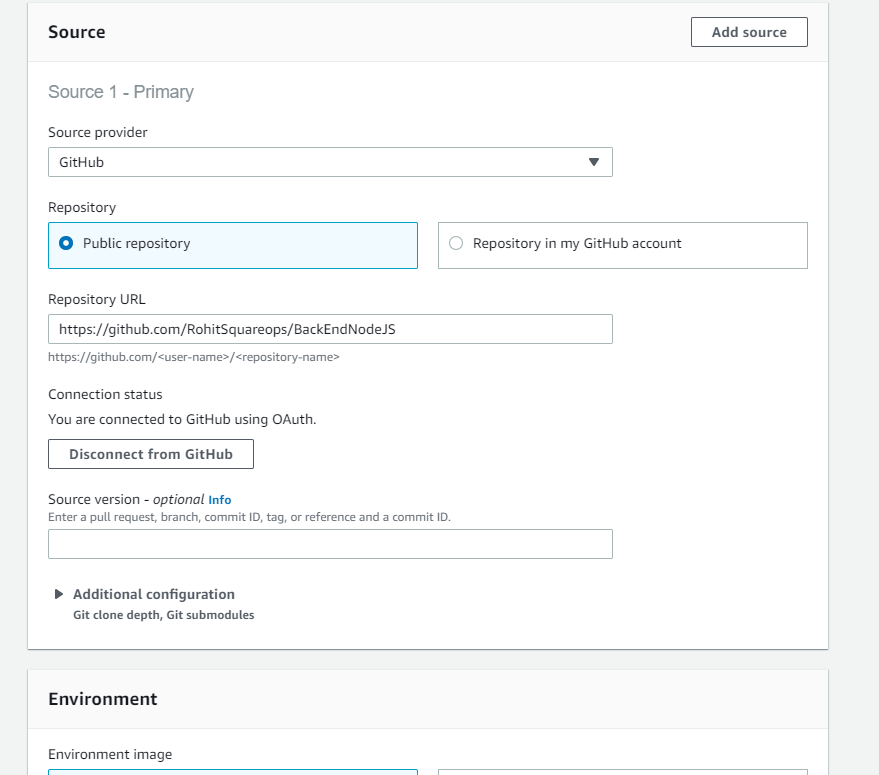 Source
Add source
Source 1 - Primary
Source provider
GitHub
Repository
Public repository
Repository in my GitHub account
Repository URL
https://github.com/RohitSquareops/BackEndNodeJS
https://github.com/<user-name>/<repository-name>
Connection status
You are connected to GitHub using OAuth.
Disconnect from GitHub
Source version - optional Info
Enter a pull request, branch, commit ID, tag, or reference and a commit ID.
Additional configuration
Git clone depth, Git submodules
Environment
Environment image